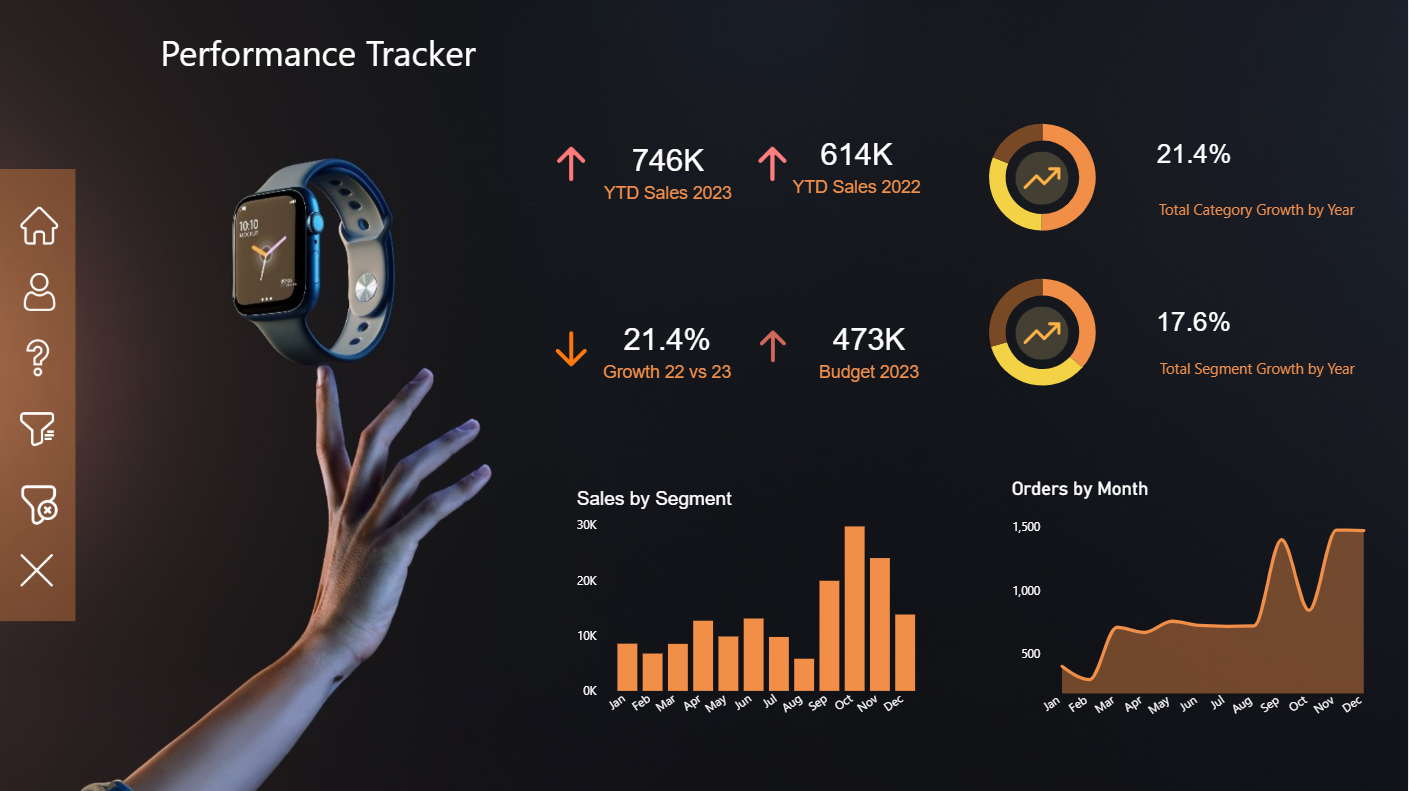 Performance Tracker
746K
YTD Sales 2023
614K
YTD Sales 2022
21.4%
Total Category Growth by Year
10:10
21.4%
Growth 22 vs 23
473K
Budget 2023
17.6%
Total Segment Growth by Year
Sales by Segment
30K
20K
10K
0K
Jan Feb Mar Apr May Jun Jul Aug Sep Oct Nov Dec
Orders by Month
1,500
1,000
500
Jan Feb Mar Apr May Jun Jul Aug Sep Oct Nov Dec